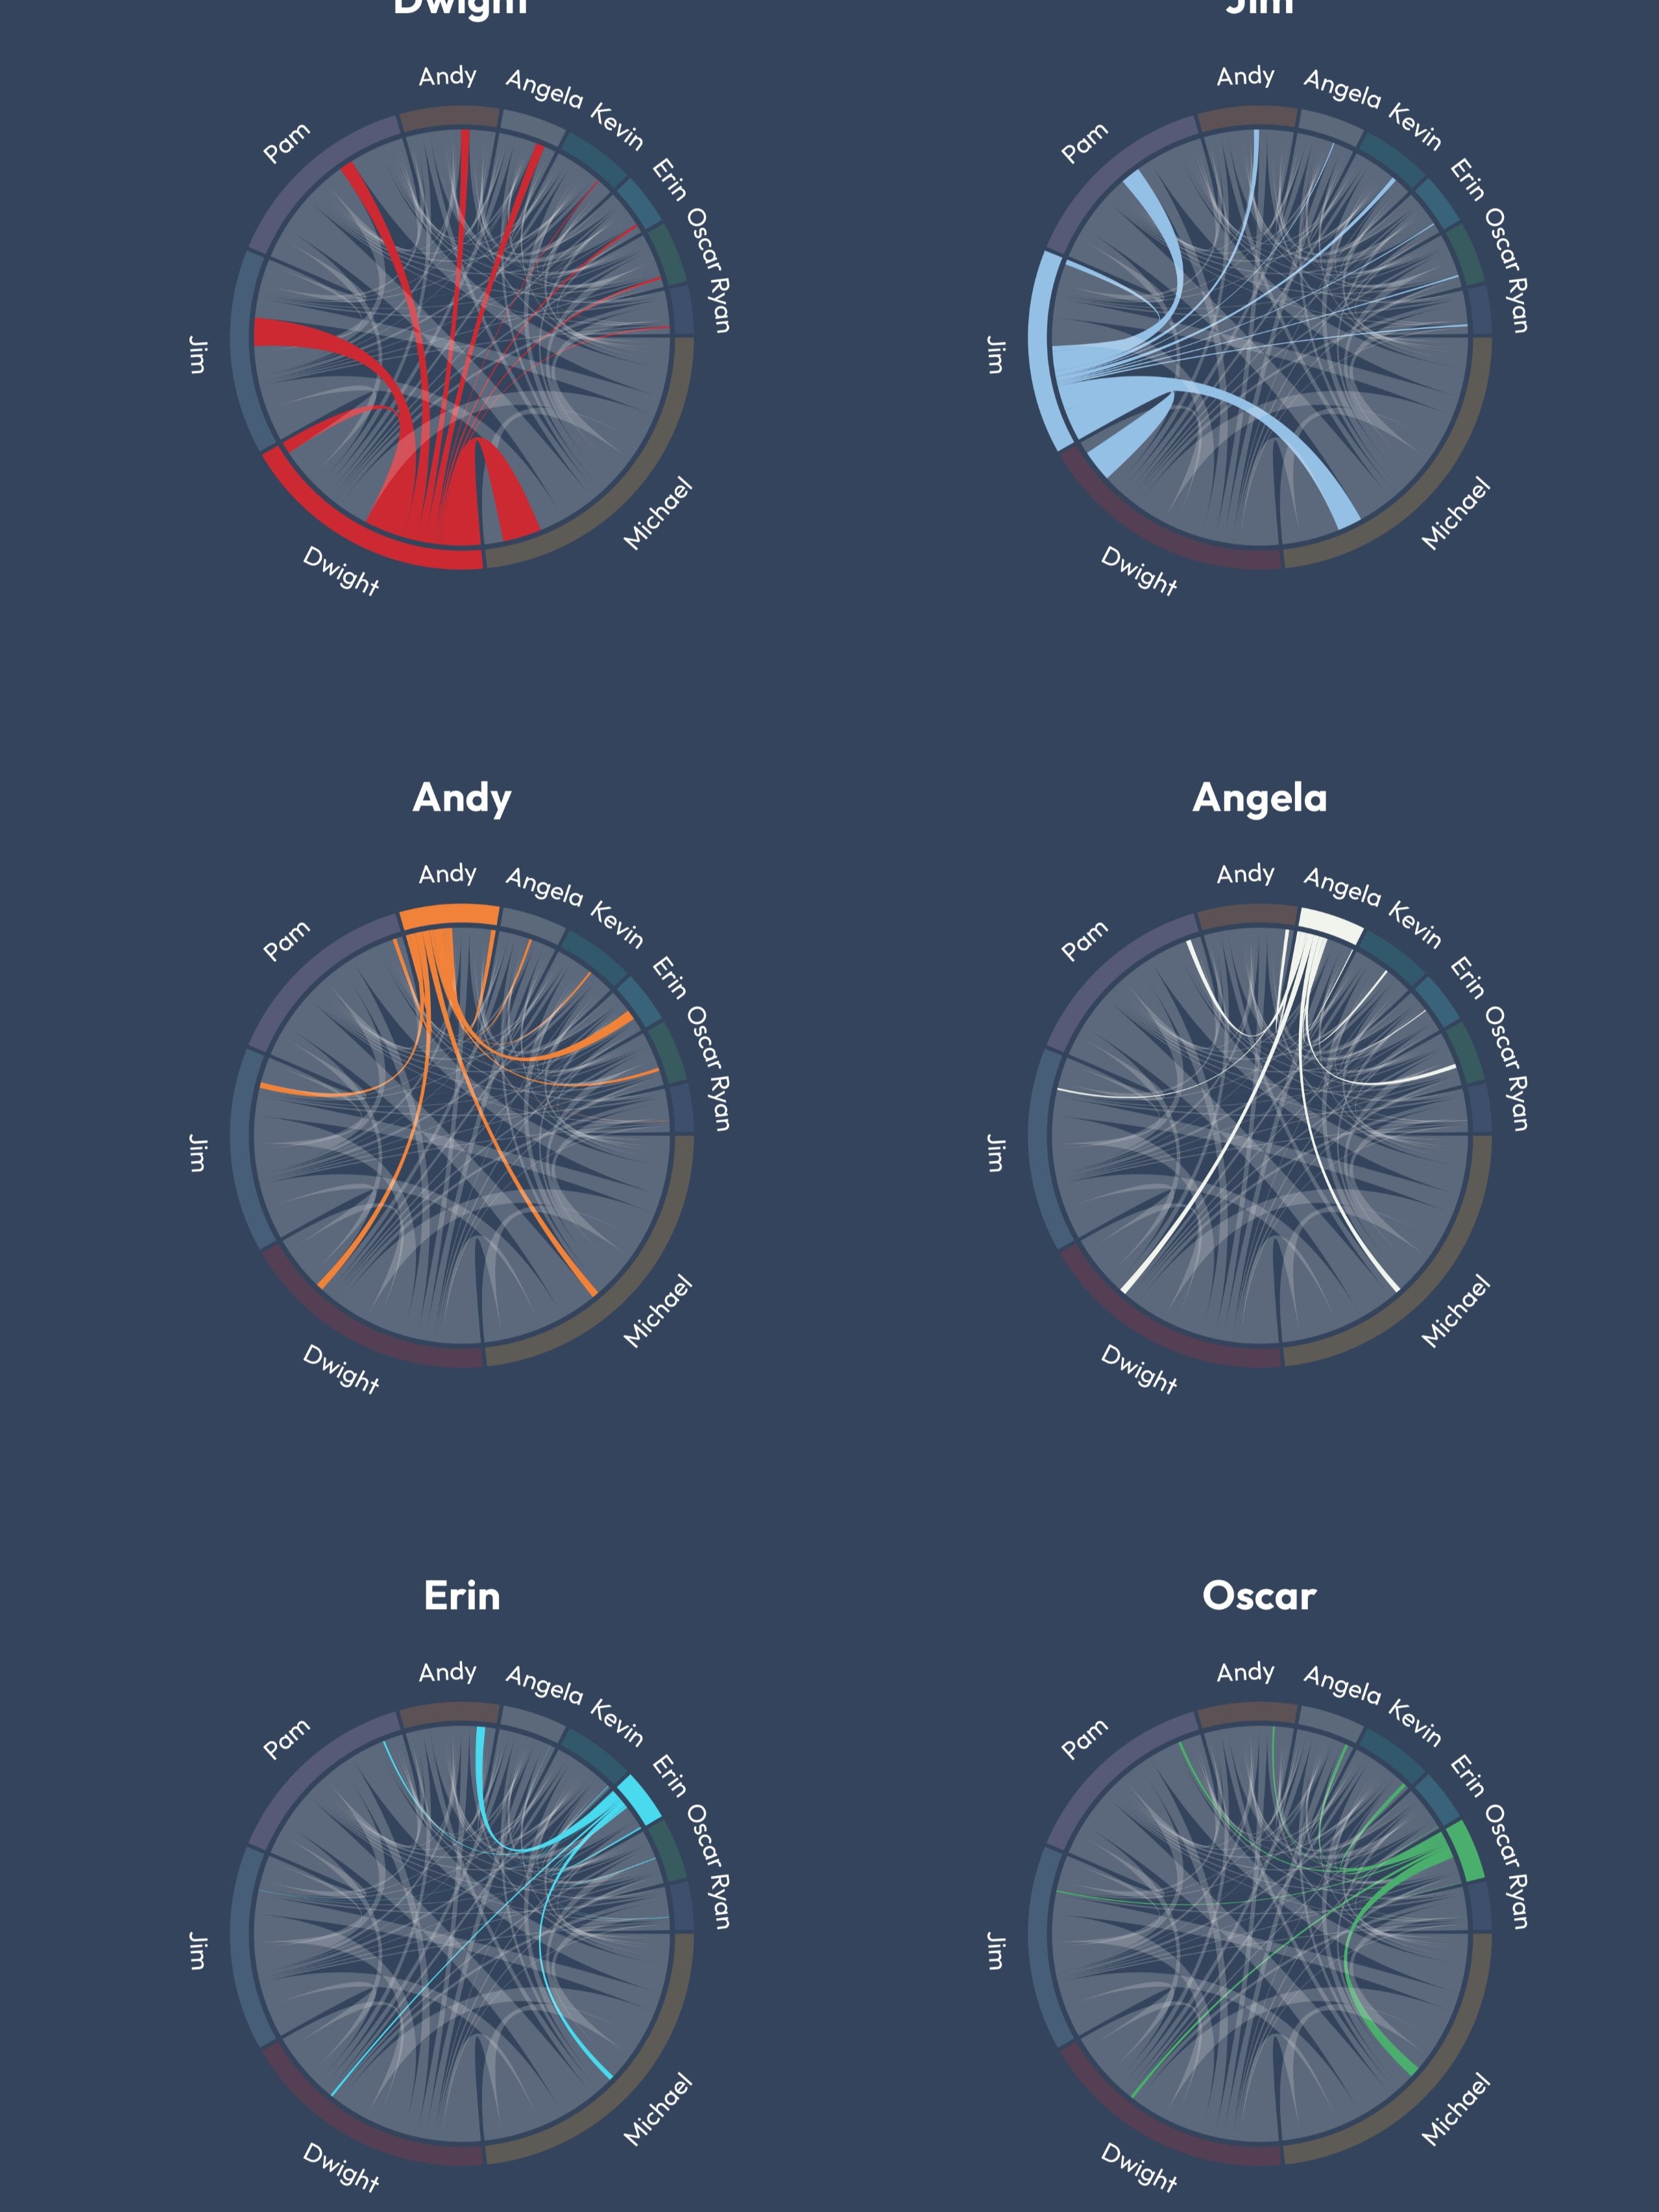 Dwight
Jim
Andy
Angela
Kevin
Erin
Oscar
Ryan
Michael
Dwight
Jim
Pam
Andy
Angela
Kevin
Erin
Oscar
Ryan
Michael
Dwight
Jim
Pam
Andy
Angela
Andy
Angela
Kevin
Erin
Oscar
Ryan
Michael
Dwight
Jim
Pam
Andy
Angela
Kevin
Erin
Oscar
Ryan
Michael
Dwight
Jim
Pam
Erin
Oscar
Andy
Angela
Kevin
Erin
Oscar
Ryan
Michael
Dwight
Jim
Pam
Andy
Angela
Kevin
Erin
Oscar
Ryan
Michael
Dwight
Jim
Pam